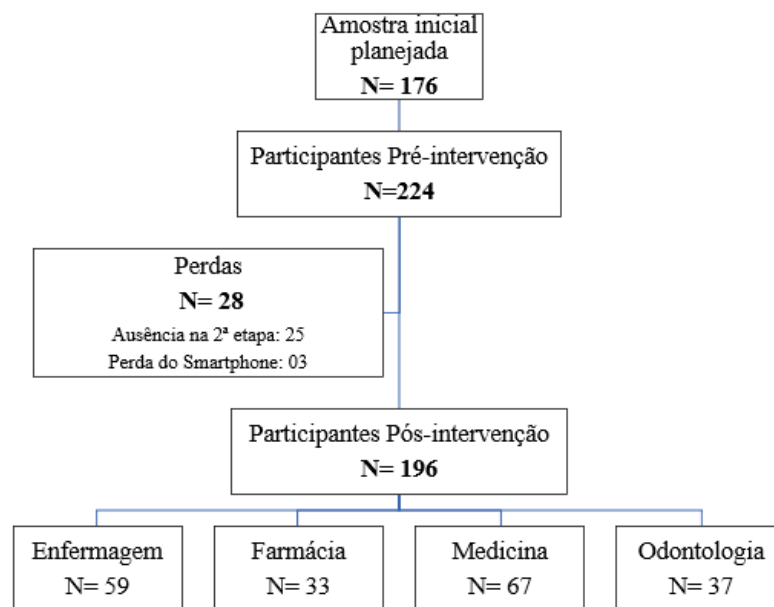 Amostra inicial
planejada
N= 176
Participantes Pré-intervenção
N=224
Perdas
N= 28
Ausência na 2ª etapa: 25
Perda do Smartphone: 03
Participantes Pós-intervenção
N= 196
Enfermagem
N= 59
Farmácia
N= 33
Medicina
N= 67
Odontologia
N= 37